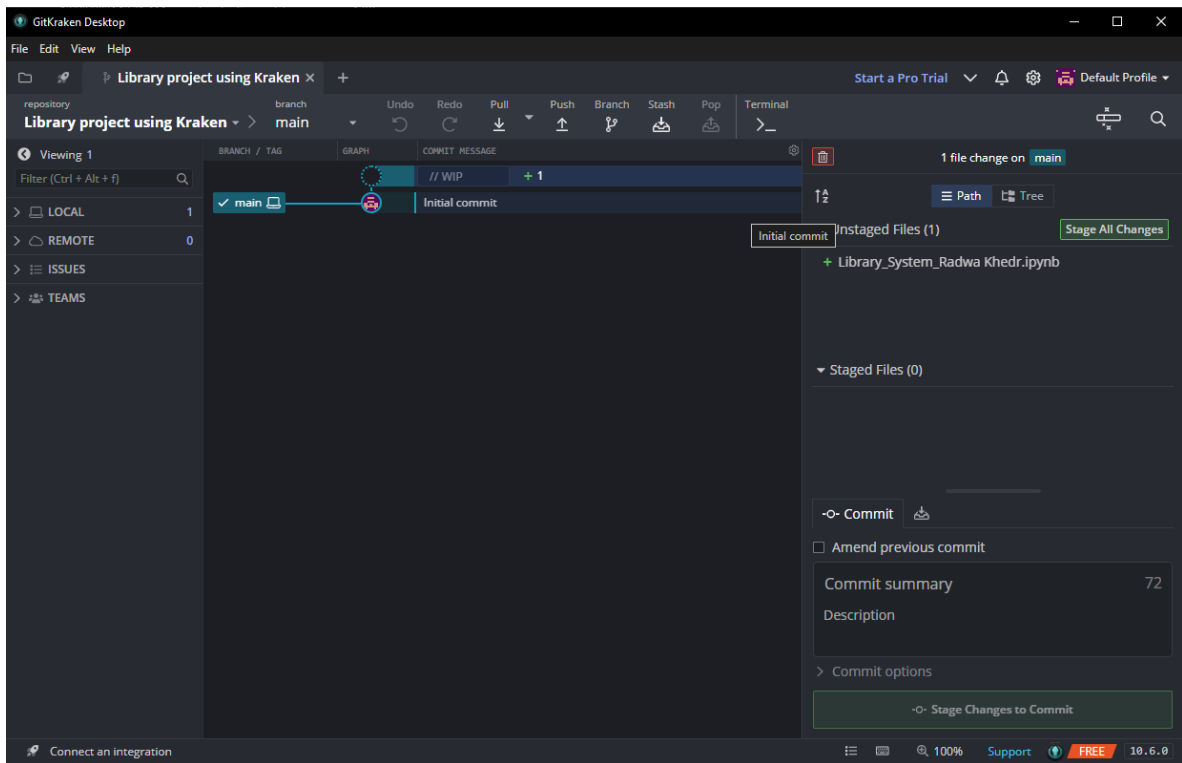 GitKraken Desktop
File Edit View Help
Library project using Kraken
Start a Pro Trial
Default Profile
repository
Library project using Kraken
branch
main
Undo Redo Pull Push Branch Stash Pop Terminal
Viewing 1
Filter (Ctrl + Alt + f)
LOCAL 1
REMOTE 0
ISSUES
TEAMS
BRANCH / TAG GRAPH COMMIT MESSAGE
// WIP + 1
main Initial commit
Initial commit
1 file change on main
Path Tree
Unstaged Files (1) Stage All Changes
+ Library_System_Radwa Khedr.ipynb
Staged Files (0)
Commit
Amend previous commit
Commit summary 72
Description
Commit options
Stage Changes to Commit
Connect an integration
100% Support FREE 10.6.0